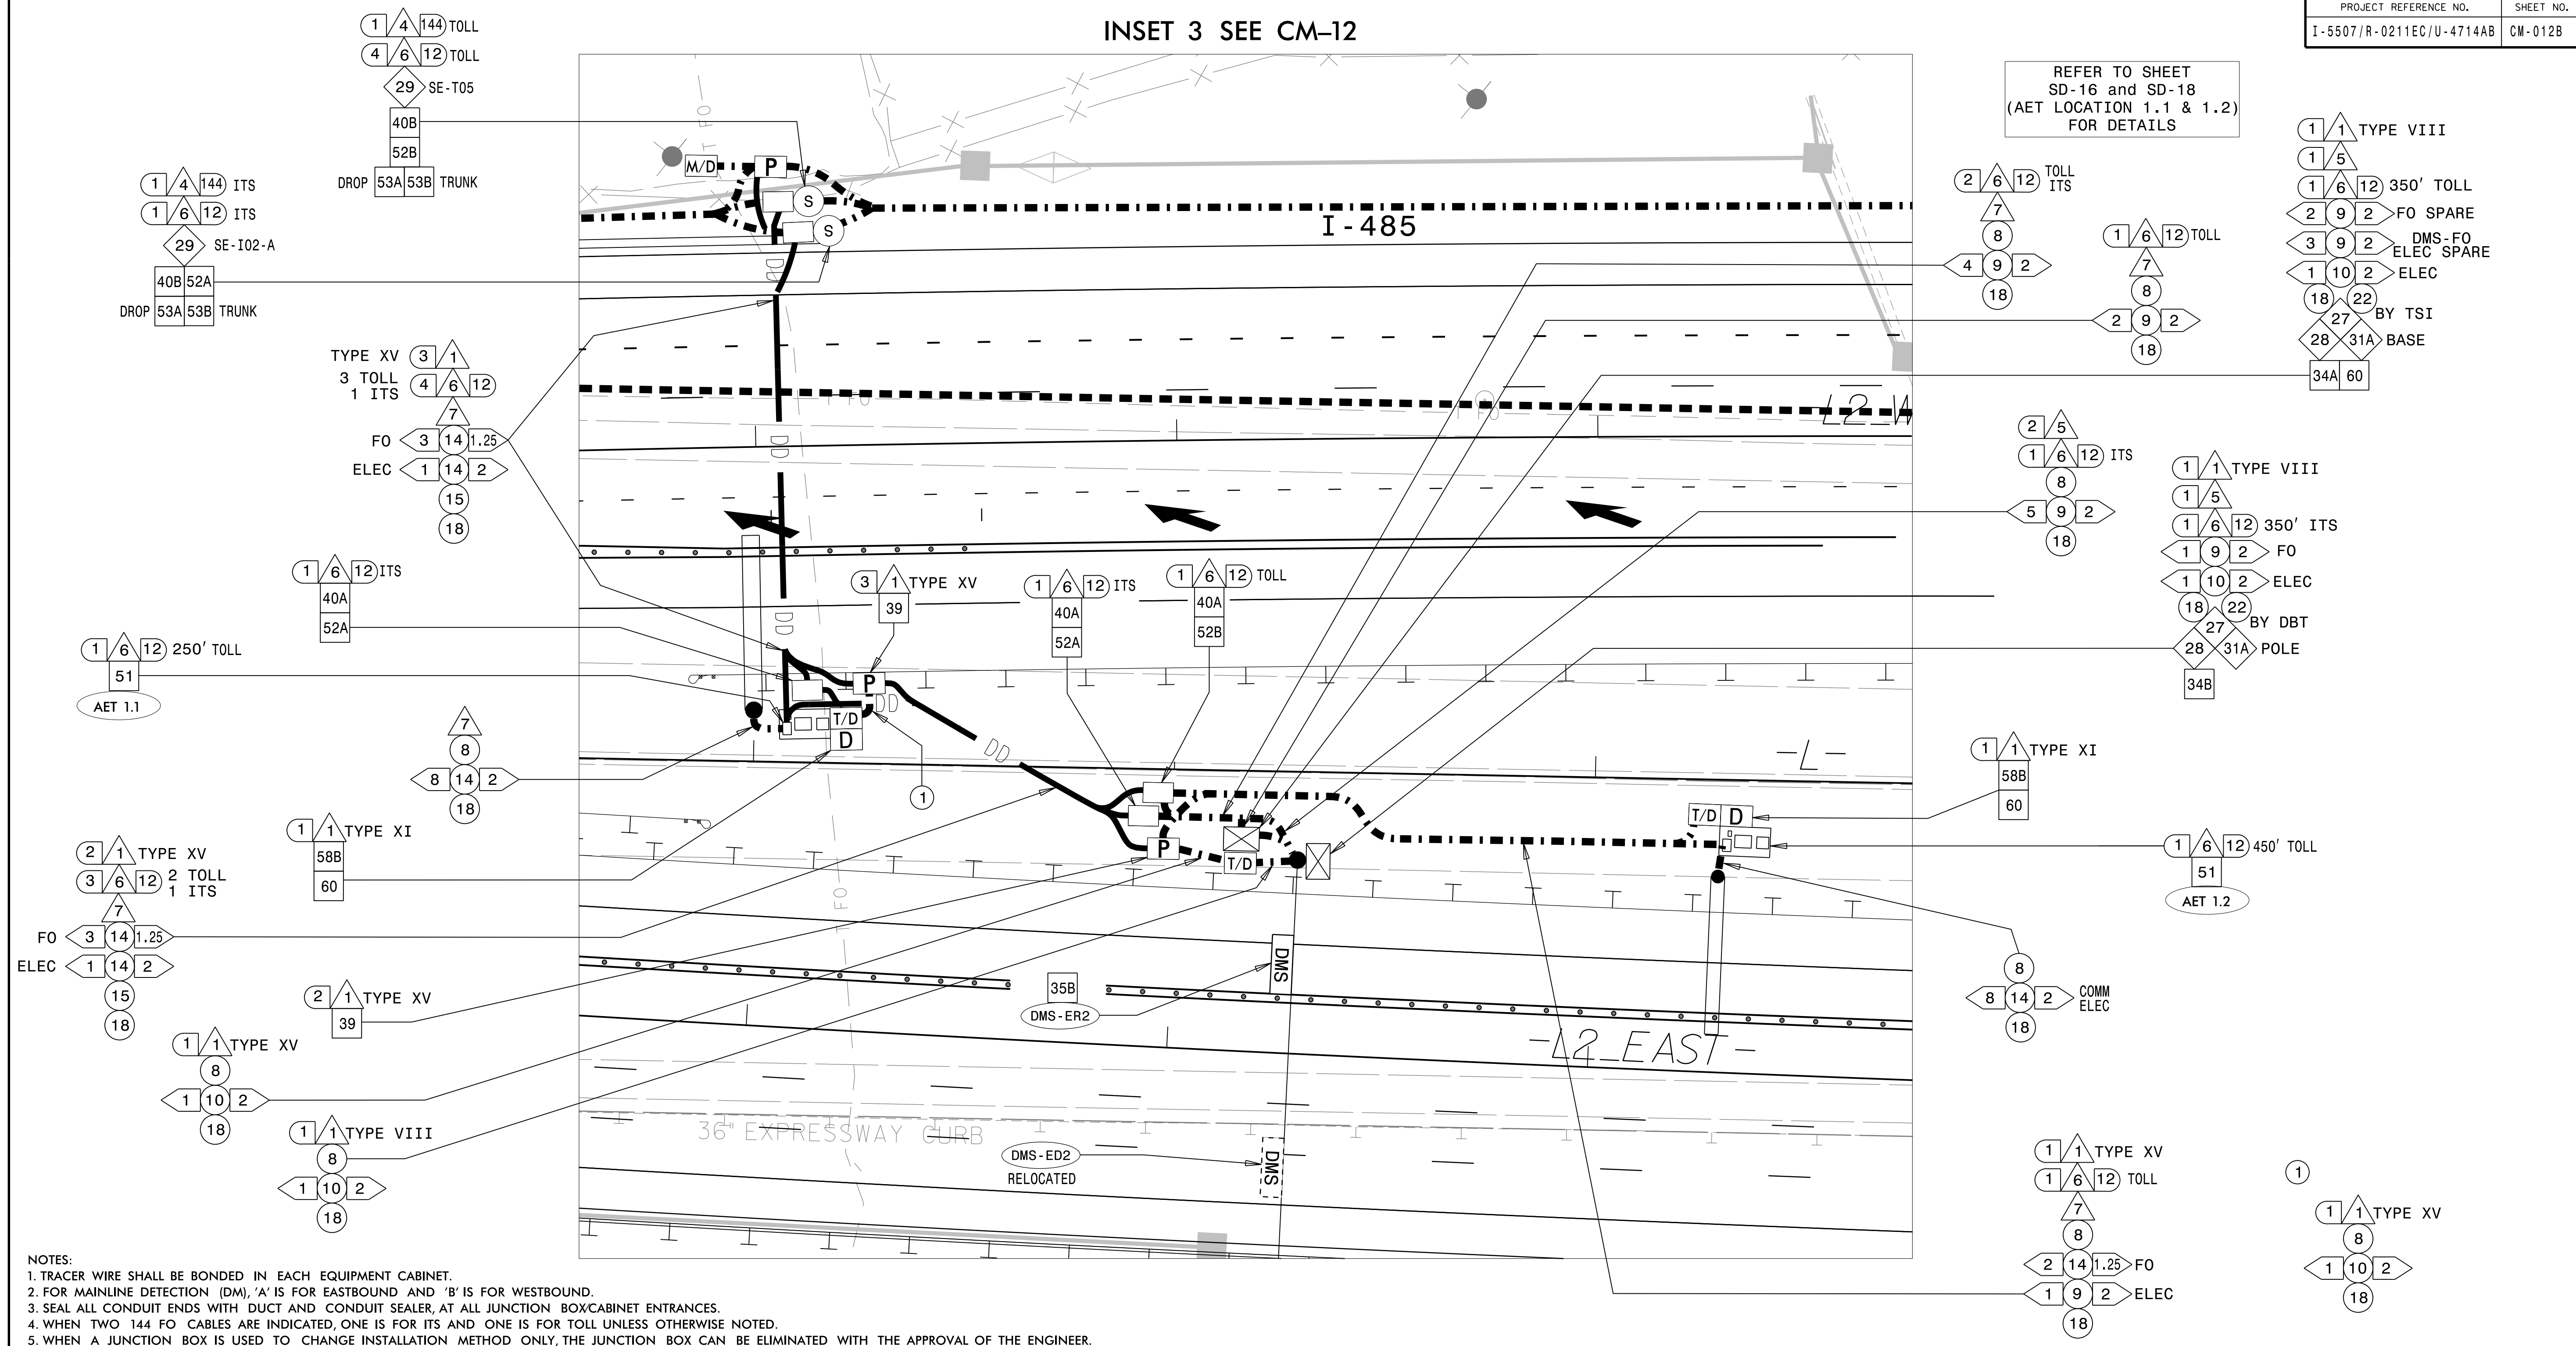 INSET 3 SEE CM–12
PROJECT REFERENCE NO. SHEET NO.
I-5507/R-0211EC/U-4714AB CM-012B
REFER TO SHEET
SD-16 and SD-18
(AET LOCATION 1.1 & 1.2)
FOR DETAILS
1 4 144 TOLL
4 6 12 TOLL
29 SE-T05
40B
52B
DROP 53A 53B TRUNK
1 4 144 ITS
1 6 12 ITS
29 SE-I02-A
40B 52A
DROP 53A 53B TRUNK
TYPE XV 3 1
3 TOLL
1 ITS
4 6 12
7
FO 3 14 1.25
ELEC 1 14 2
15
18
1 6 12 ITS
40A
52A
1 6 12 250' TOLL
51
AET 1.1
7
8
8 14 2
18
1 1 TYPE XI
58B
60
2 1 TYPE XV
3 6 12 2 TOLL
1 ITS
7
FO 3 14 1.25
ELEC 1 14 2
15
18
2 1 TYPE XV
39
1 1 TYPE XV
8
1 10 2
18
1 1 TYPE VIII
8
1 10 2
18
M/D P
S
S
I-485
T FO
DD
T FO
FO
L2 W
DD
DD
DD
3 1 TYPE XV
39
1 6 12 ITS
40A
52A
1 6 12 TOLL
40A
52B
P
T/D
D
1
DD
-L-
P
T/D
T/D D
T FO
DMS
35B
DMS-ER2
-L2 EAST-
36" EXPRESSWAY CURB
DMS-ED2
RELOCATED
DMS
2 6 12 TOLL
ITS
7
8
4 9 2
18
1 6 12 TOLL
7
8
2 9 2
18
1 1 TYPE VIII
1 5
1 6 12 350' TOLL
2 9 2 FO SPARE
3 9 2 DMS-FO
ELEC SPARE
1 10 2 ELEC
18 22
27 BY TSI
28 31A BASE
34A 60
2 5
1 6 12 ITS
8
5 9 2
18
1 1 TYPE VIII
1 5
1 6 12 350' ITS
1 9 2 FO
1 10 2 ELEC
18 22
27 BY DBT
28 31A POLE
34B
1 1 TYPE XI
58B
60
1 6 12 450' TOLL
51
AET 1.2
8
8 14 2 COMM
ELEC
18
1 1 TYPE XV
1 6 12 TOLL
7
8
2 14 1.25 FO
1 9 2 ELEC
18
1
1 1 TYPE XV
8
1 10 2
18
NOTES:
1. TRACER WIRE SHALL BE BONDED IN EACH EQUIPMENT CABINET.
2. FOR MAINLINE DETECTION (DM), 'A' IS FOR EASTBOUND AND 'B' IS FOR WESTBOUND.
3. SEAL ALL CONDUIT ENDS WITH DUCT AND CONDUIT SEALER, AT ALL JUNCTION BOX/CABINET ENTRANCES.
4. WHEN TWO 144 FO CABLES ARE INDICATED, ONE IS FOR ITS AND ONE IS FOR TOLL UNLESS OTHERWISE NOTED.
5. WHEN A JUNCTION BOX IS USED TO CHANGE INSTALLATION METHOD ONLY, THE JUNCTION BOX CAN BE ELIMINATED WITH THE APPROVAL OF THE ENGINEER.